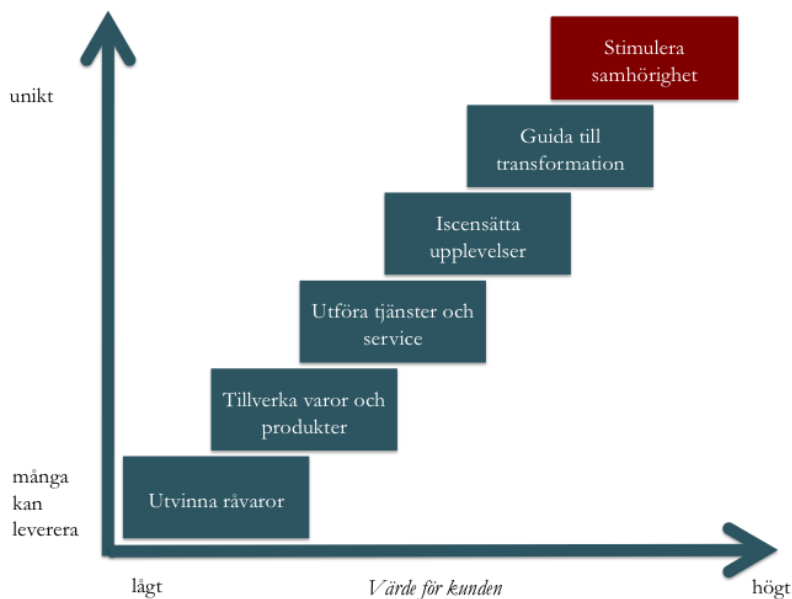 Stimulera
samhörighet
unikt
Guida till
transformation
Iscensätta
upplevelser
Utföra tjänster och
service
Tillverka varor och
produkter
många
kan
leverera
Utvinna råvaror
lågt
Värde för kunden
högt